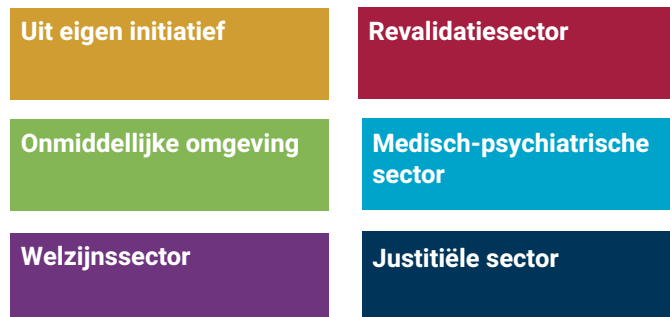 Uit eigen initiatief
Revalidatiesector
Onmiddellijke omgeving
Medisch-psychiatrische
sector
Welzijnssector
Justitiële sector